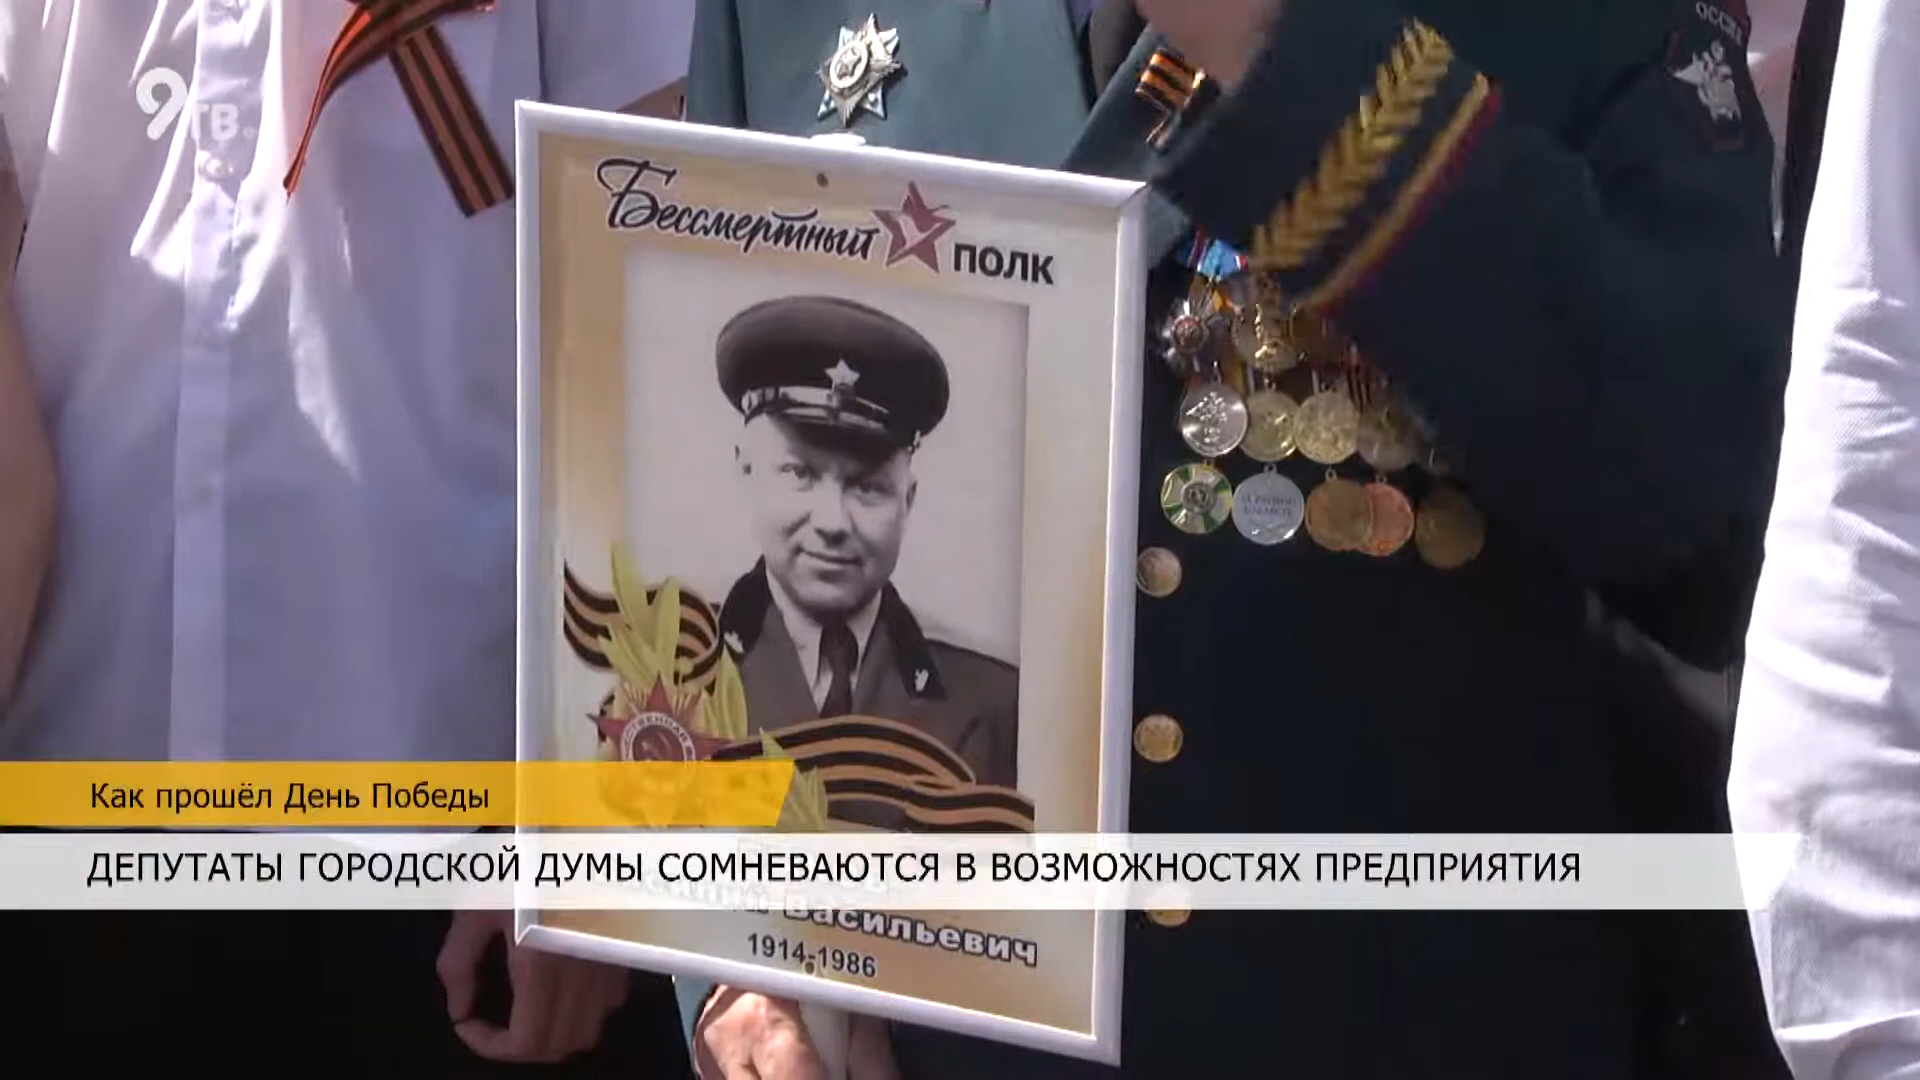 9ТВ
Бессмертный полк
Как прошёл День Победы
ДЕПУТАТЫ ГОРОДСКОЙ ДУМЫ СОМНЕВАЮТСЯ В ВОЗМОЖНОСТЯХ ПРЕДПРИЯТИЯ
Васильевич
1914-1986